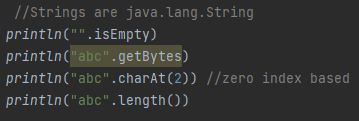 //Strings are java.lang.String
println("".isEmpty)
println("abc".getBytes)
println("abc".charAt(2)) //zero index based
println("abc".length())